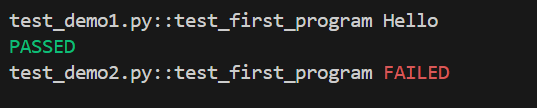 test_demo1.py::test_first_program Hello
PASSED
test_demo2.py::test_first_program FAILED